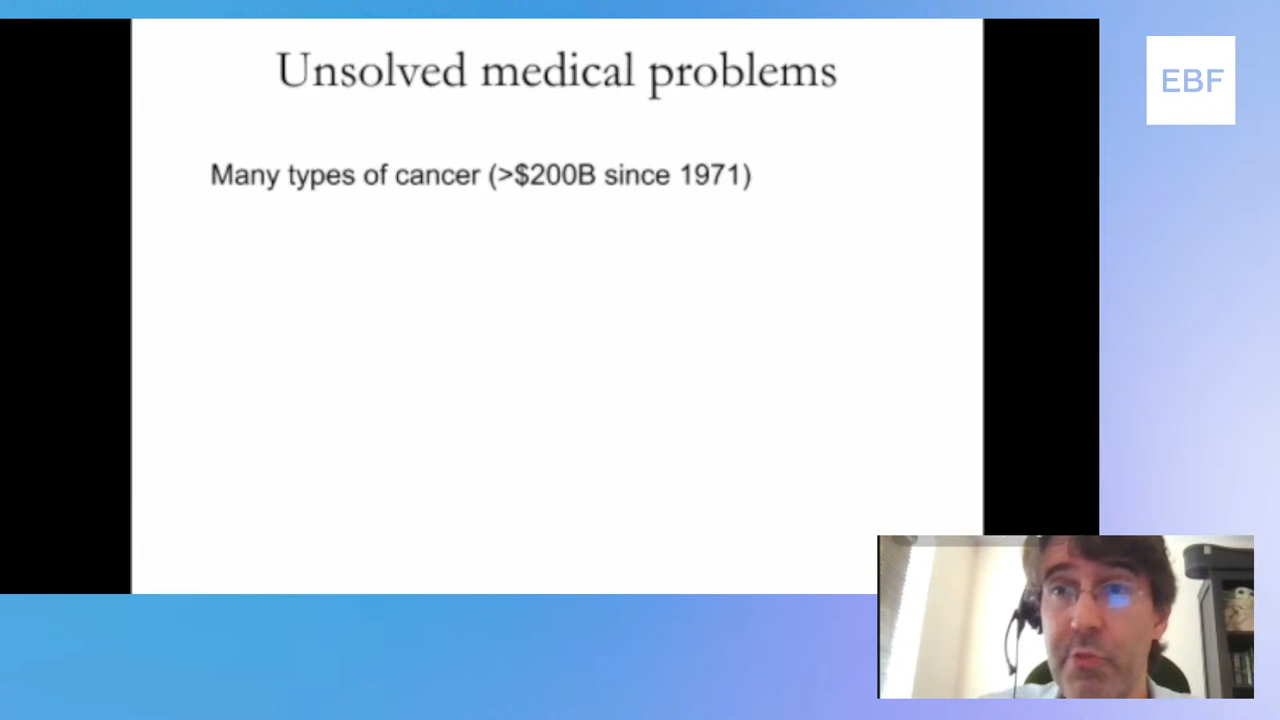 Unsolved medical problems
EBF
Many types of cancer (>$200B since 1971)